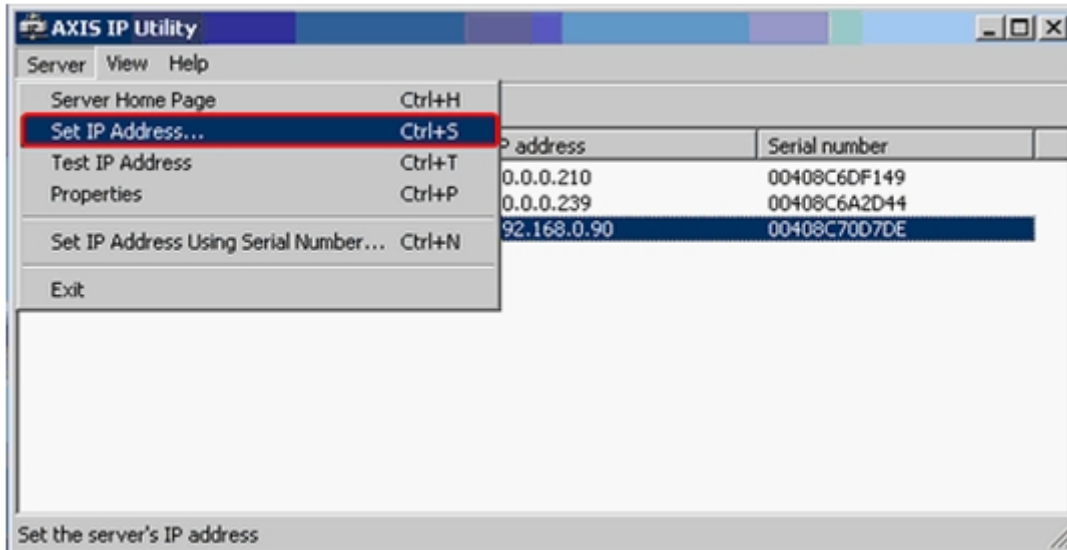 AXIS IP Utility
Server View Help
Server Home Page Ctrl+H
Set IP Address... Ctrl+S
Test IP Address Ctrl+T
Properties Ctrl+P
Set IP Address Using Serial Number... Ctrl+N
Exit
P address Serial number
0.0.0.210 00408C6DF149
0.0.0.239 00408C6A2D44
92.168.0.90 00408C70D7DE
Set the server's IP address